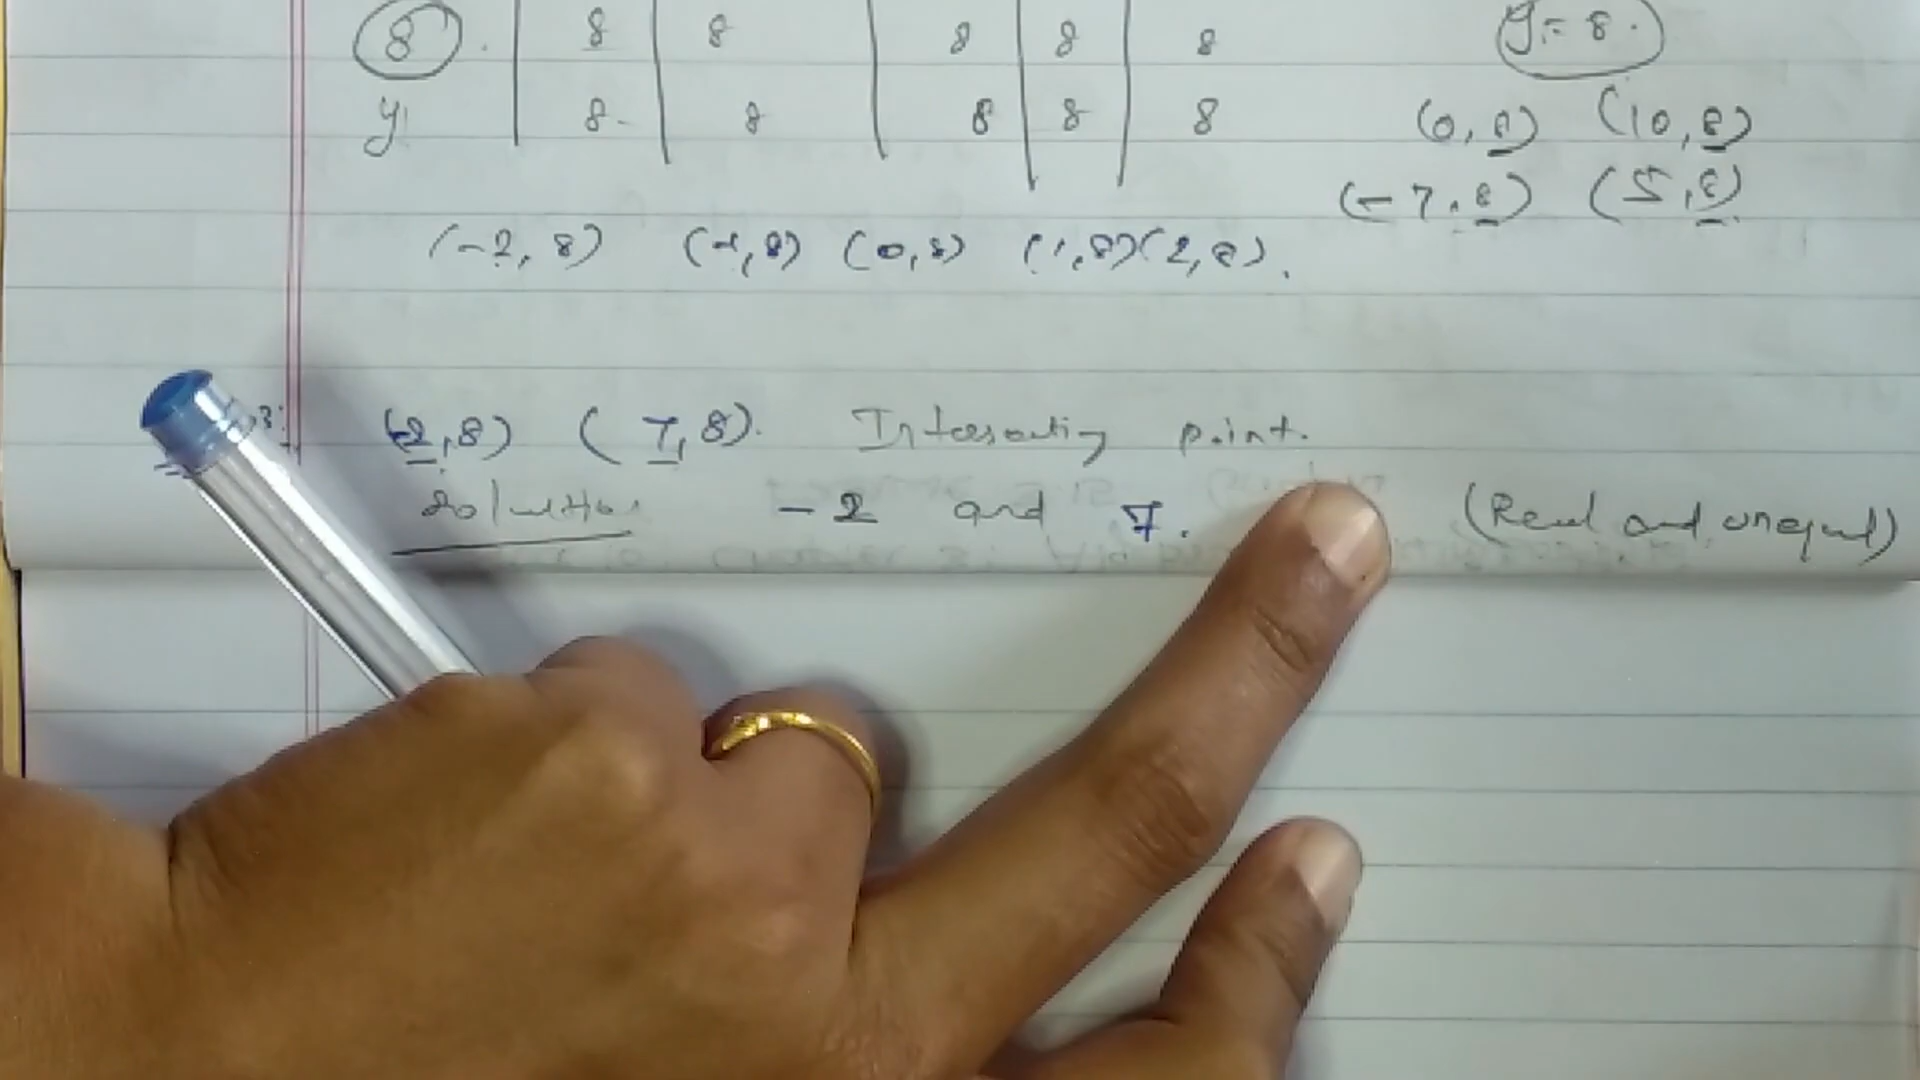 8 . 8 8 8 8 8 y = 8 .
y 8 8 8 8 8 (0, 8) (10, 8)
(-7, 8) (5, 8)
(-2, 8) (-1, 8) (0, 8) (1, 8) (2, 8).
3: (-2, 8) (7, 8). Intersecting point.
solution -2 and 7. (Real and unequal)